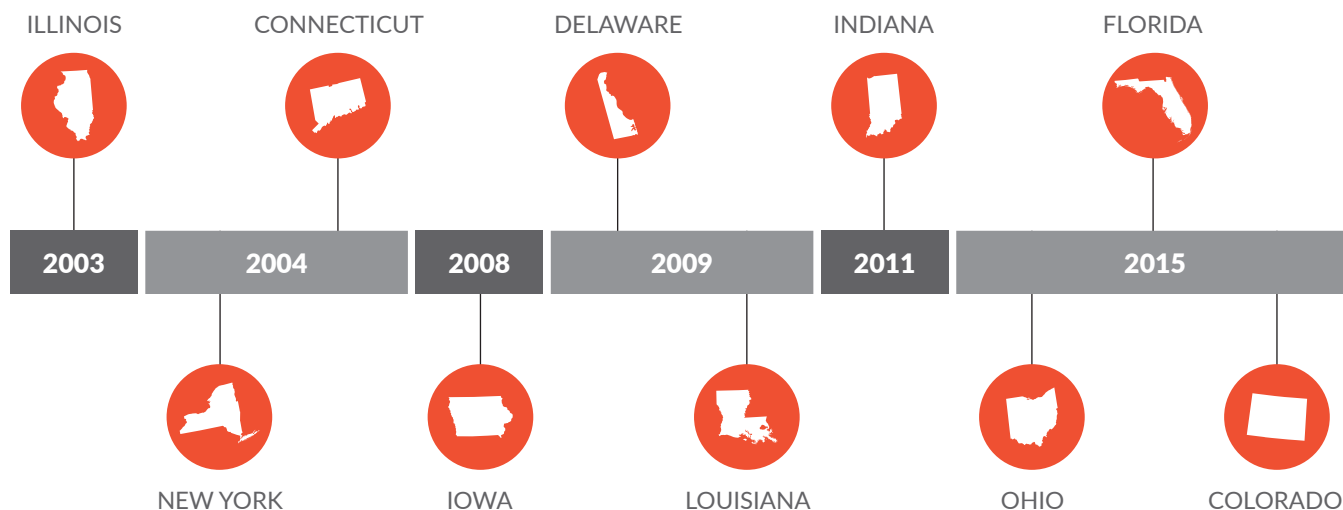 ILLINOIS
CONNECTICUT
DELAWARE
INDIANA
FLORIDA
2003
2004
2008
2009
2011
2015
NEW YORK
IOWA
LOUISIANA
OHIO
COLORADO